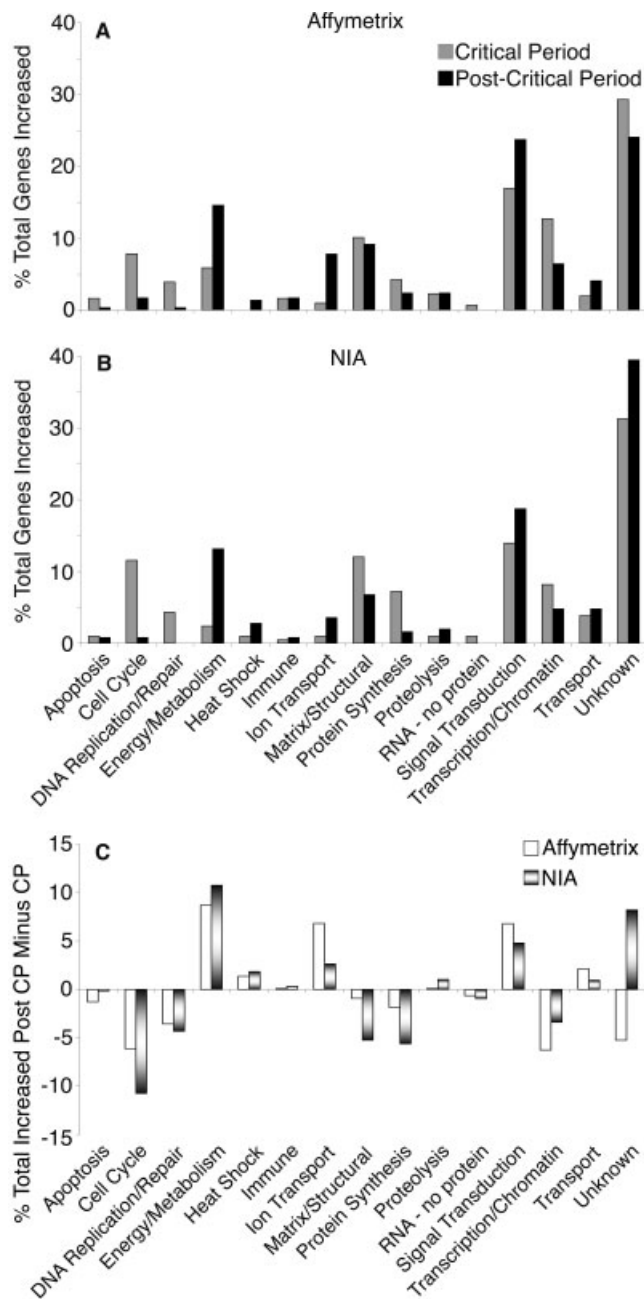 A
Affymetrix
Critical Period
Post-Critical Period
% Total Genes Increased
40
30
20
10
0
B
NIA
% Total Genes Increased
40
30
20
10
0
Apoptosis
Cell Cycle
DNA Replication/Repair
Energy/Metabolism
Heat Shock
Immune
Ion Transport
Matrix/Structural
Protein Synthesis
Proteolysis
RNA - no protein
Signal Transduction
Transcription/Chromatin
Transport
Unknown
C
Affymetrix
NIA
% Total Increased Post CP Minus CP
15
10
5
0
-5
-10
-15
Apoptosis
Cell Cycle
DNA Replication/Repair
Energy/Metabolism
Heat Shock
Immune
Ion Transport
Matrix/Structural
Protein Synthesis
Proteolysis
RNA - no protein
Signal Transduction
Transcription/Chromatin
Transport
Unknown